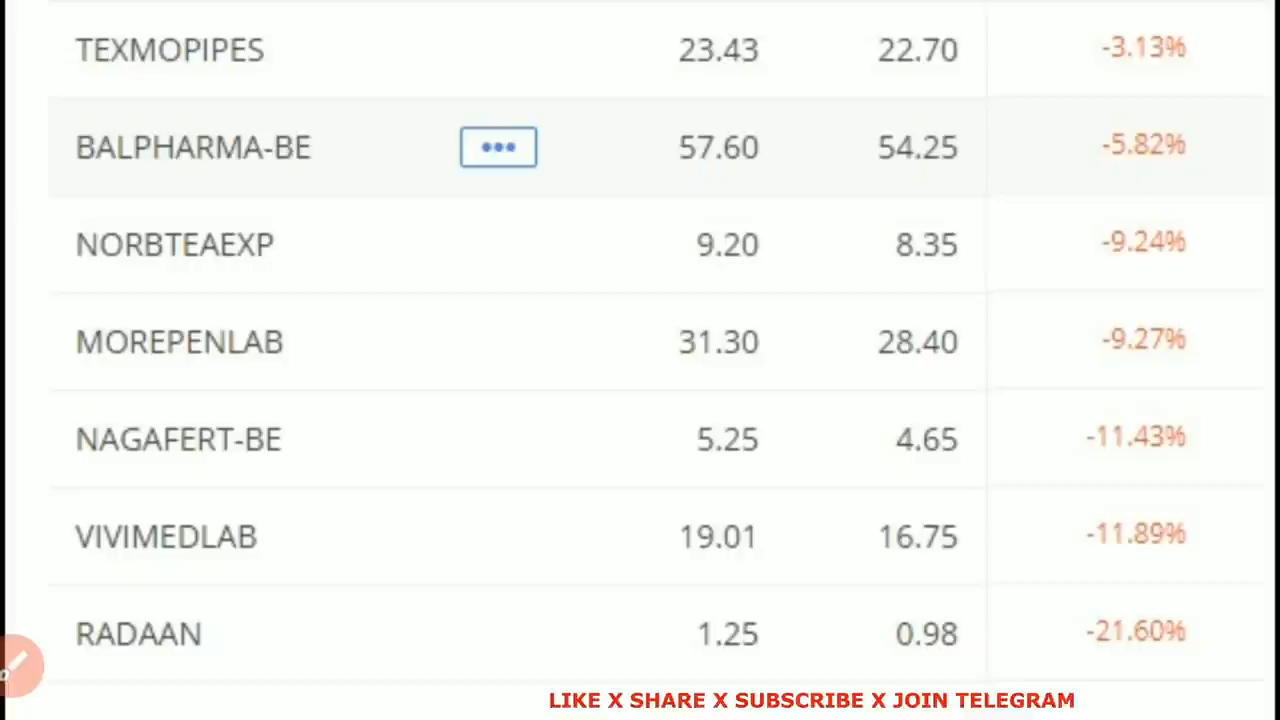 TEXMOPIPES 23.43 22.70 -3.13%
BALPHARMA-BE ••• 57.60 54.25 -5.82%
NORBTEAEXP 9.20 8.35 -9.24%
MOREPENLAB 31.30 28.40 -9.27%
NAGAFERT-BE 5.25 4.65 -11.43%
VIVIMEDLAB 19.01 16.75 -11.89%
RADAAN 1.25 0.98 -21.60%
LIKE X SHARE X SUBSCRIBE X JOIN TELEGRAM